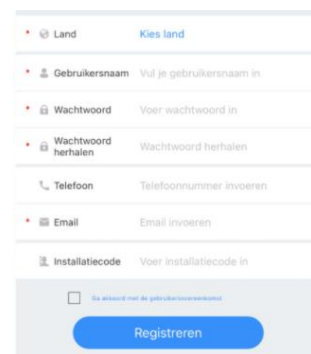 * Land Kies land
* Gebruikersnaam Vul je gebruikersnaam in
* Wachtwoord Voer wachtwoord in
* Wachtwoord herhalen Wachtwoord herhalen
Telefoon Telefoonnummer invoeren
* Email Email invoeren
Installatiecode Voer installatiecode in
Ga akkoord met de gebruikersovereenkomst
Registreren